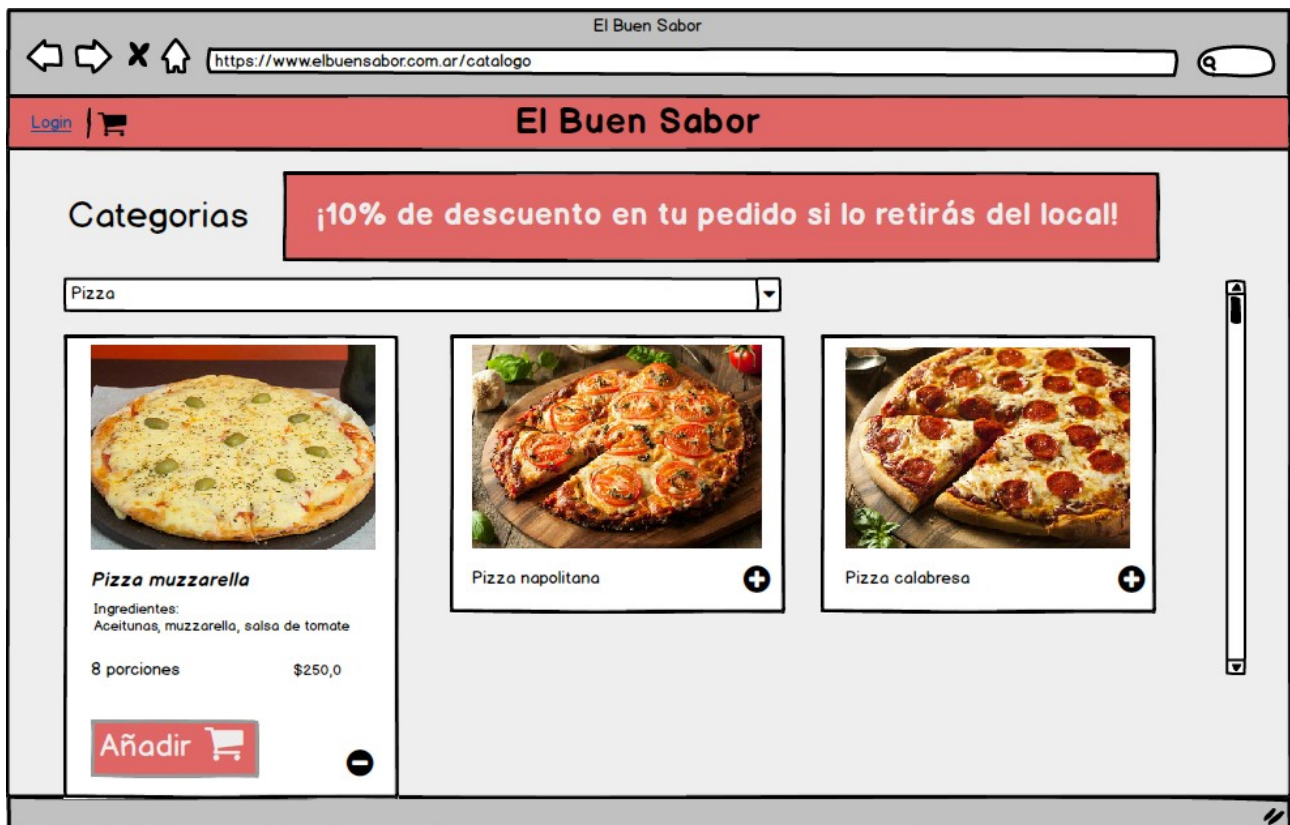 El Buen Sabor
https://www.elbuensabor.com.ar/catalogo
Login
El Buen Sabor
Categorias
¡10% de descuento en tu pedido si lo retirás del local!
Pizza
Pizza muzzarella
Ingredientes:
Aceitunas, muzzarella, salsa de tomate
8 porciones
$250,0
Añadir
Pizza napolitana
Pizza calabresa